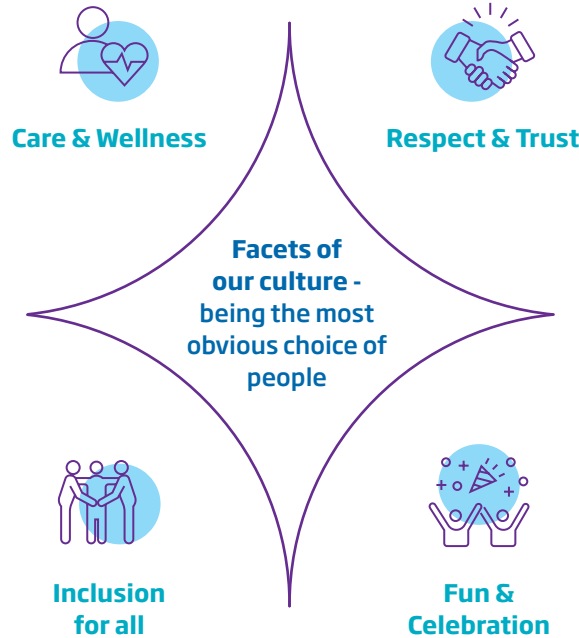 Care & Wellness
Respect & Trust
Facets of
our culture -
being the most
obvious choice of
people
Inclusion
for all
Fun &
Celebration